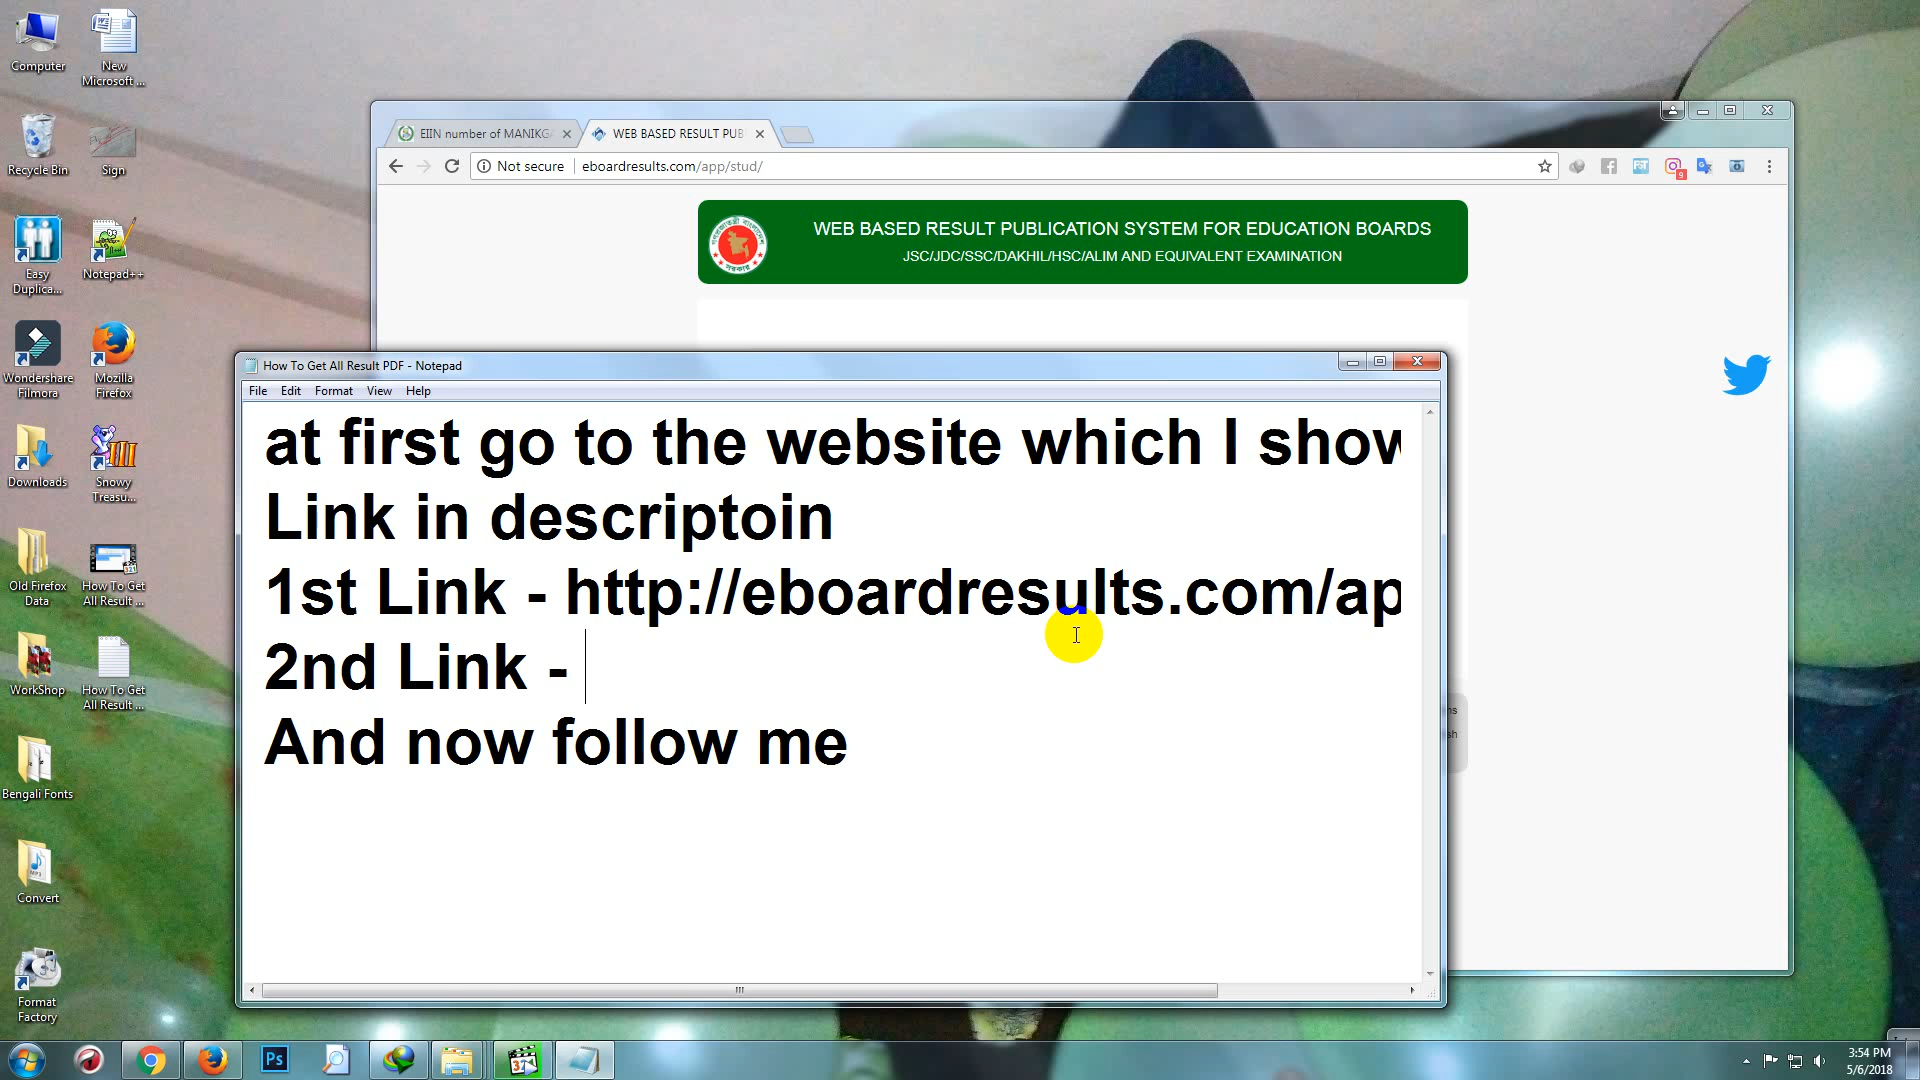 Computer
New
Microsoft ...
Recycle Bin
Sign
Easy
Duplica...
Notepad++
Wondershare
Filmora
Mozilla
Firefox
Downloads
Snowy
Treasu...
Old Firefox
Data
How To Get
All Result ...
WorkShop
How To Get
All Result ...
Bengali Fonts
Convert
Format
Factory
EIIN number of MANIKGA
WEB BASED RESULT PUB
Not secure
eboardresults.com/app/stud/
9
WEB BASED RESULT PUBLICATION SYSTEM FOR EDUCATION BOARDS
JSC/JDC/SSC/DAKHIL/HSC/ALIM AND EQUIVALENT EXAMINATION
How To Get All Result PDF - Notepad
File Edit Format View Help
at first go to the website which I show
Link in descriptoin
1st Link - http://eboardresults.com/ap
2nd Link -
And now follow me
Ps
3:54 PM
5/6/2018